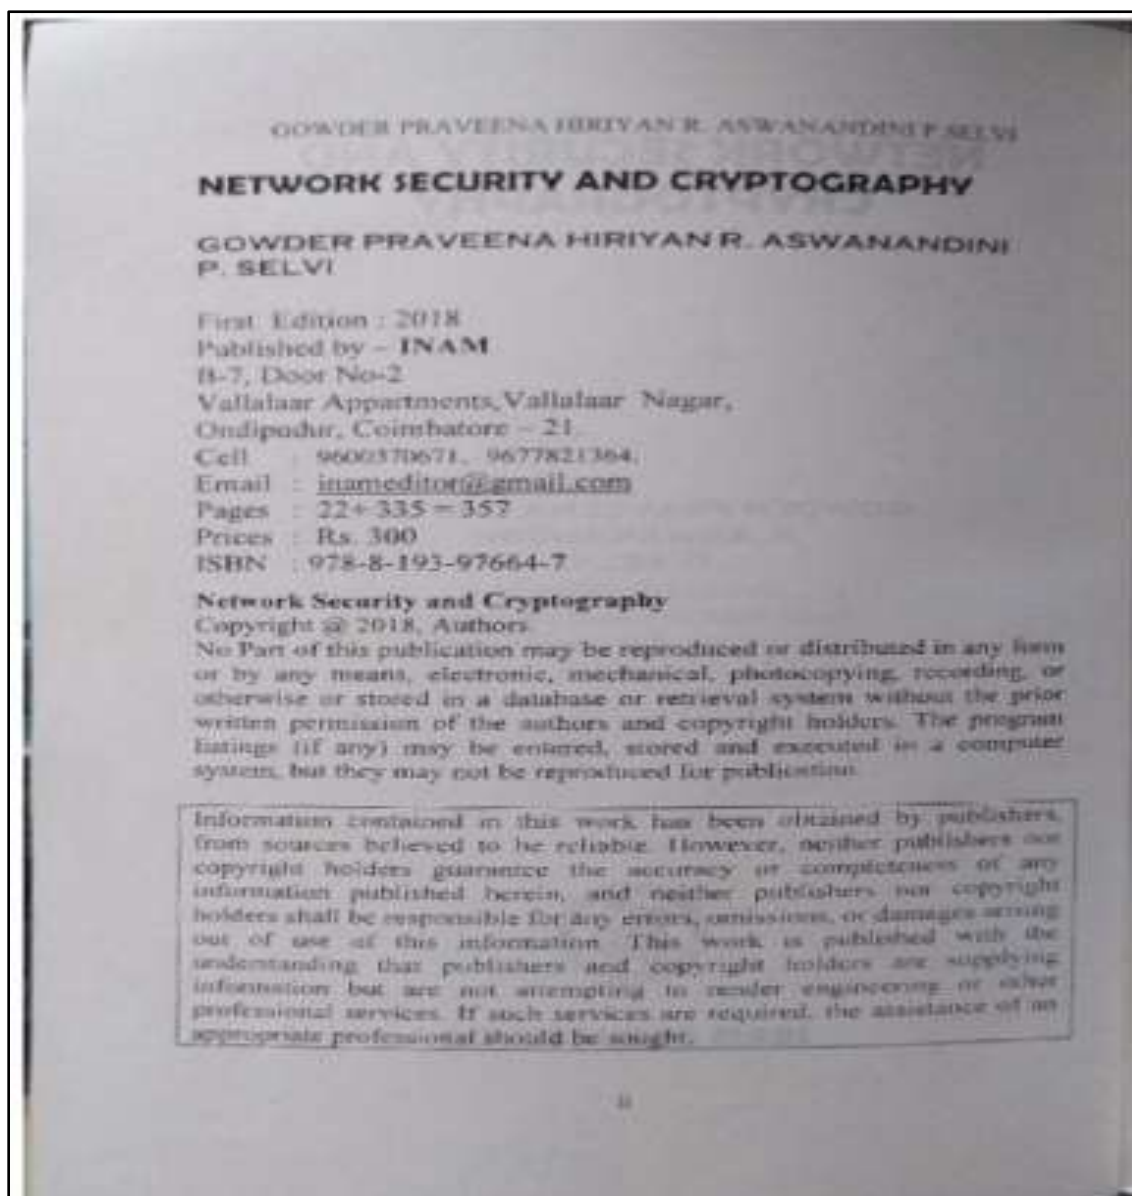 GOWDER PRAVEENA HIRIYAN R. ASWANANDINI P. SELVI
NETWORK SECURITY AND CRYPTOGRAPHY
GOWDER PRAVEENA HIRIYAN R. ASWANANDINI
P. SELVI
First Edition : 2018
Published by – INAM
B-7, Door No-2
Vallalaar Appartments, Vallalaar Nagar,
Ondipudur, Coimbatore – 21.
Cell : 9600370671, 9677821364,
Email : inameditor@gmail.com
Pages : 22+ 335 = 357
Prices : Rs. 300
ISBN : 978-8-193-97664-7
Network Security and Cryptography
Copyright @ 2018, Authors
No Part of this publication may be reproduced or distributed in any form
or by any means, electronic, mechanical, photocopying, recording, or
otherwise or stored in a database or retrieval system without the prior
written permission of the authors and copyright holders. The program
listings (if any) may be entered, stored and executed in a computer
system, but they may not be reproduced for publication.
Information contained in this work has been obtained by publishers,
from sources believed to be reliable. However, neither publishers nor
copyright holders guarantee the accuracy or completeness of any
information published herein, and neither publishers nor copyright
holders shall be responsible for any errors, omissions, or damages arising
out of use of this information. This work is published with the
understanding that publishers and copyright holders are supplying
information but are not attempting to render engineering or other
professional services. If such services are required, the assistance of an
appropriate professional should be sought.
ii